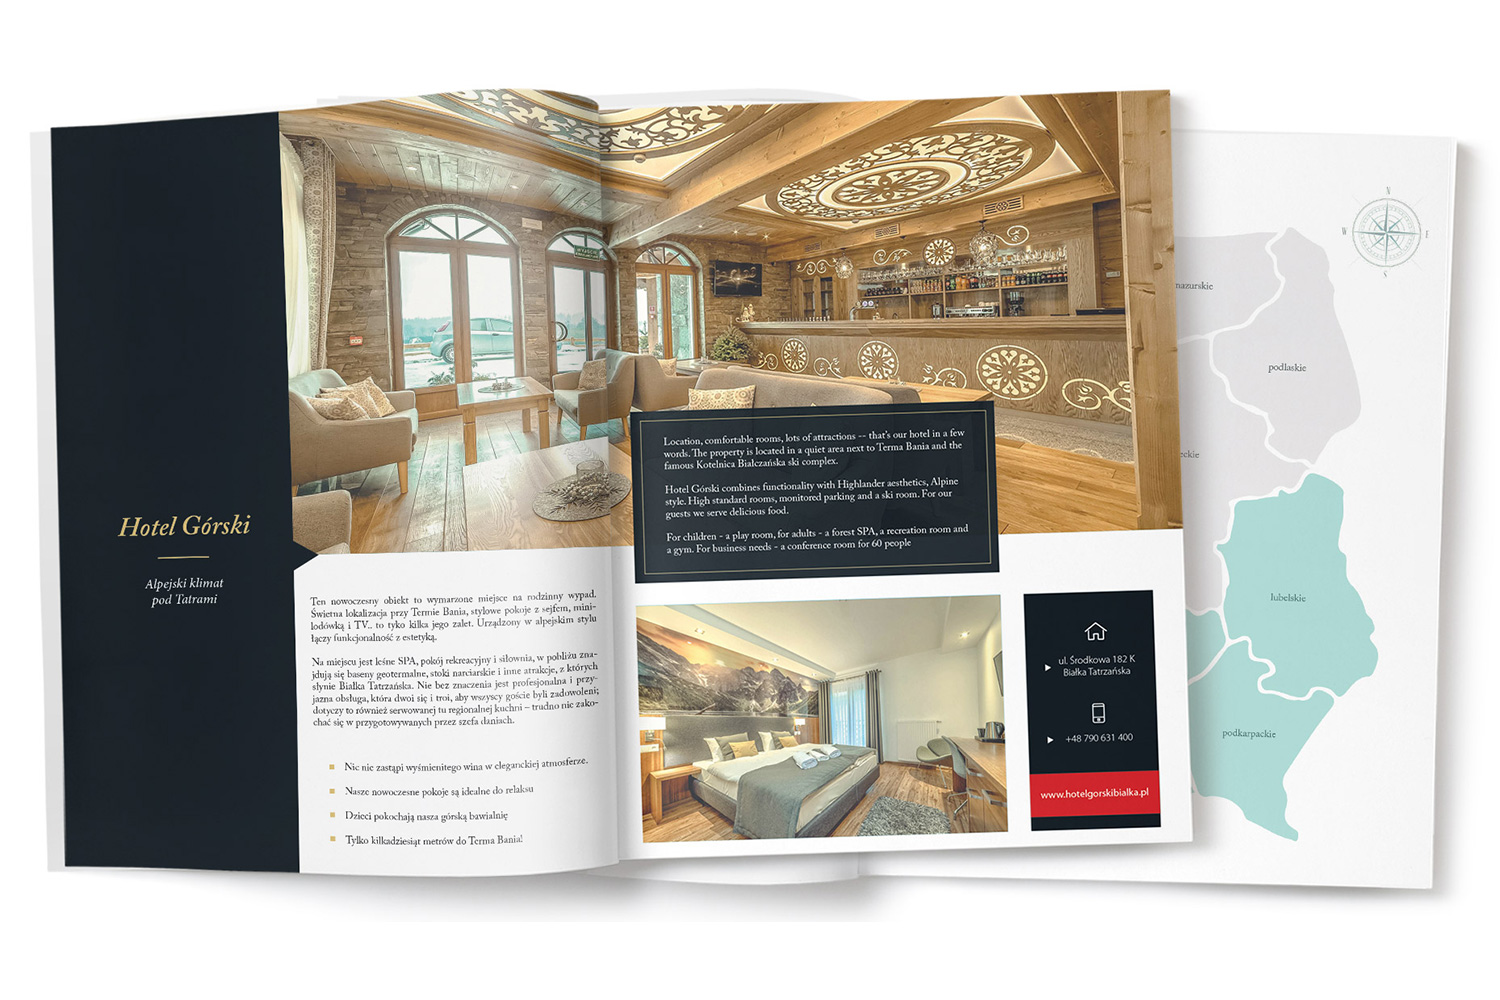 Hotel Górski
Alpejski klimat
pod Tatrami
Ten nowoczesny obiekt to wymarzone miejsce na rodzinny wypad.
Świetna lokalizacja przy Termie Bania, stylowe pokoje z sejfem, mini-
lodówką i TV.. to tylko kilka jego zalet. Urządzony w alpejskim stylu
łączy funkcjonalność z estetyką.
Na miejscu jest leśne SPA, pokój rekreacyjny i siłownia, w pobliżu zna-
jdują się baseny geotermalne, stoki narciarskie i inne atrakcje, z których
słynie Białka Tatrzańska. Nie bez znaczenia jest profesjonalna i przy-
jazna obsługa, która dwoi się i troi, aby wszyscy goście byli zadowoleni;
dotyczy to również serwowanej tu regionalnej kuchni – trudno nie zako-
chać się w przygotowywanych przez szefa daniach.
Nic nie zastąpi wyśmienitego wina w eleganckiej atmosferze.
Nasze nowoczesne pokoje są idealne do relaksu
Dzieci pokochają nasza górską bawialnię
Tylko kilkadziesiąt metrów do Terma Bania!
Location, comfortable rooms, lots of attractions -- that's our hotel in a few
words. The property is located in a quiet area next to Terma Bania and the
famous Kotelnica Białczańska ski complex.
Hotel Górski combines functionality with Highlander aesthetics, Alpine
style. High standard rooms, monitored parking and a ski room. For our
guests we serve delicious food.
For children - a play room, for adults - a forest SPA, a recreation room and
a gym. For business needs - a conference room for 60 people
ul. Środkowa 182 K
Białka Tatrzańska
+48 790 631 400
www.hotelgorskibialka.pl
N
W E
S
mazurskie
podlaskie
eckie
lubelskie
podkarpackie